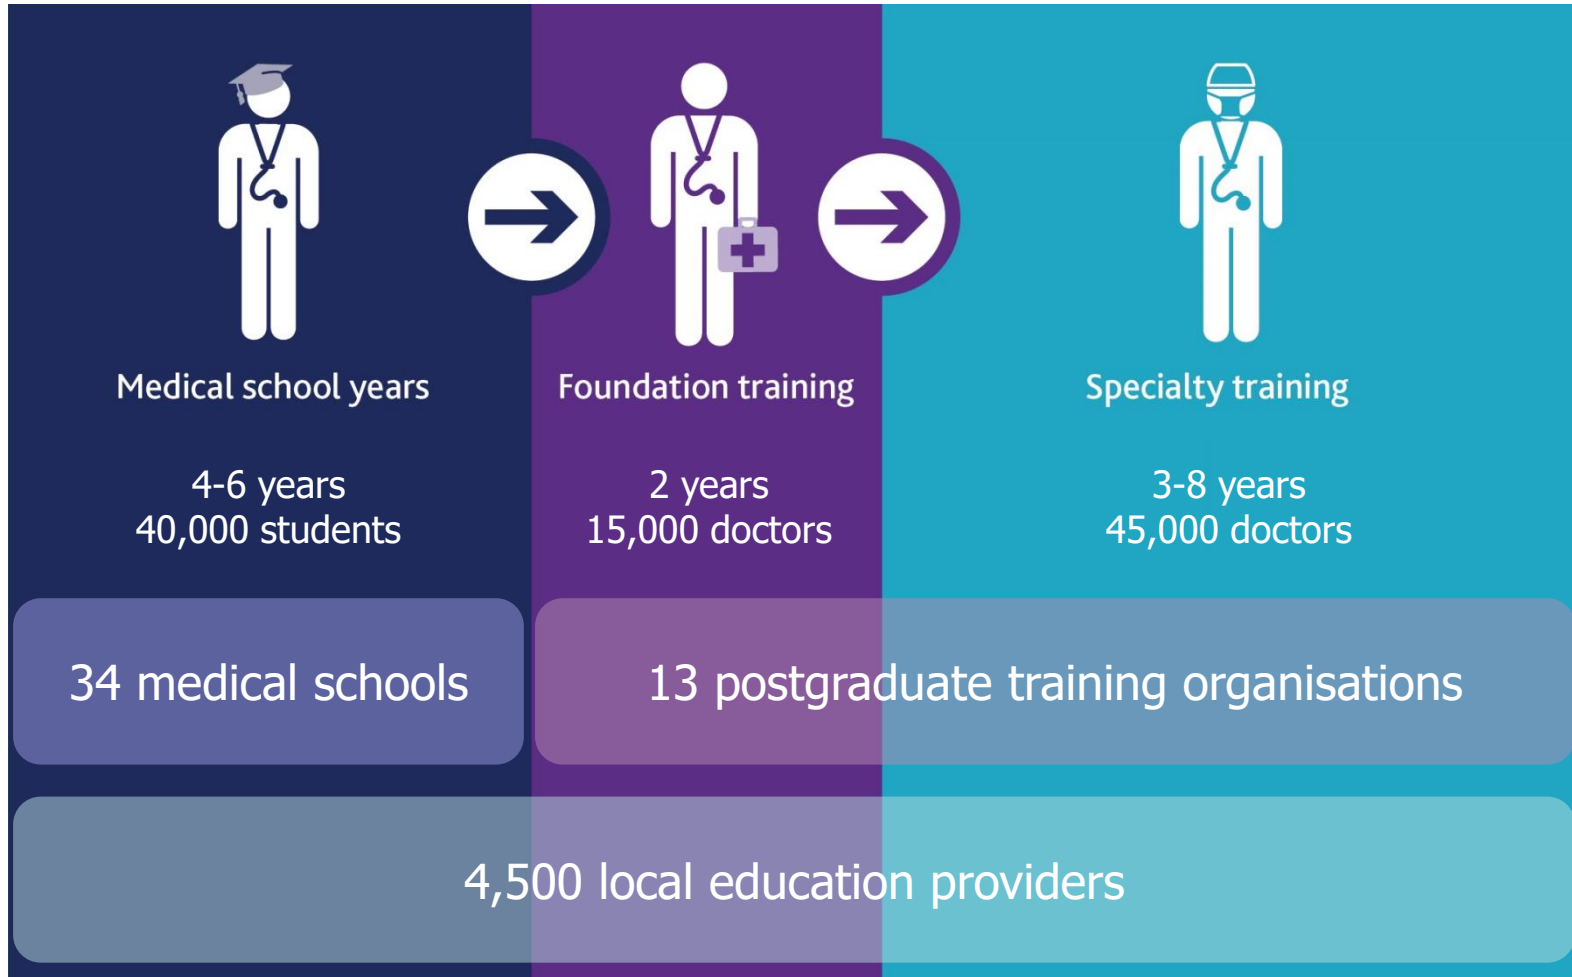 Medical school years
4-6 years
40,000 students
Foundation training
2 years
15,000 doctors
Specialty training
3-8 years
45,000 doctors
34 medical schools
13 postgraduate training organisations
4,500 local education providers